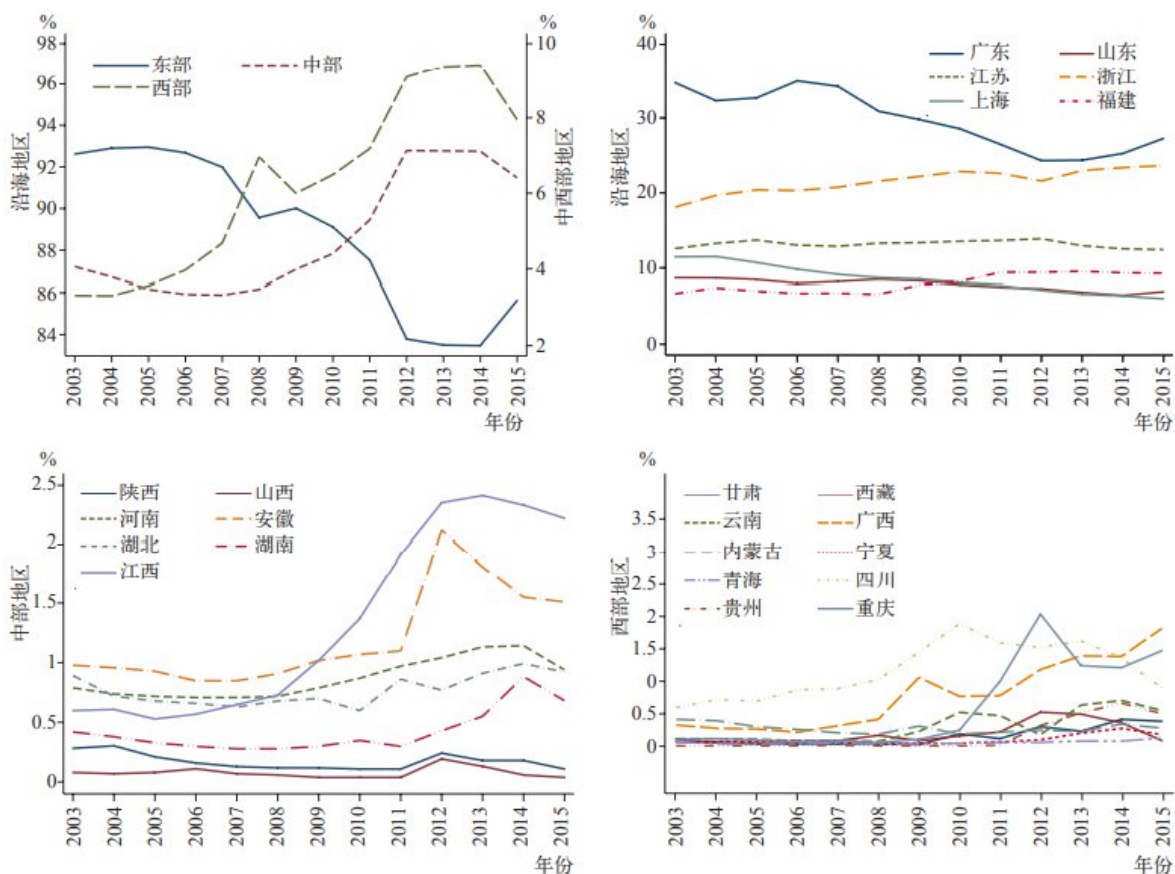 %
%
98
96
94
92
90
88
86
84
10
8
6
4
2
沿海地区
中西部地区
东部 中部
西部
2003 2004 2005 2006 2007 2008 2009 2010 2011 2012 2013 2014 2015
年份
%
40
30
20
10
0
沿海地区
广东 山东
江苏 浙江
上海 福建
2003 2004 2005 2006 2007 2008 2009 2010 2011 2012 2013 2014 2015
年份
%
2.5
2
1.5
1
0.5
0
中部地区
陕西 山西
河南 安徽
湖北 湖南
江西
2003 2004 2005 2006 2007 2008 2009 2010 2011 2012 2013 2014 2015
年份
%
3.5
3
1.5
2
1.5
0
0.5
0
西部地区
甘肃 西藏
云南 广西
内蒙古 宁夏
青海 四川
贵州 重庆
2003 2004 2005 2006 2007 2008 2009 2010 2011 2012 2013 2014 2015
年份